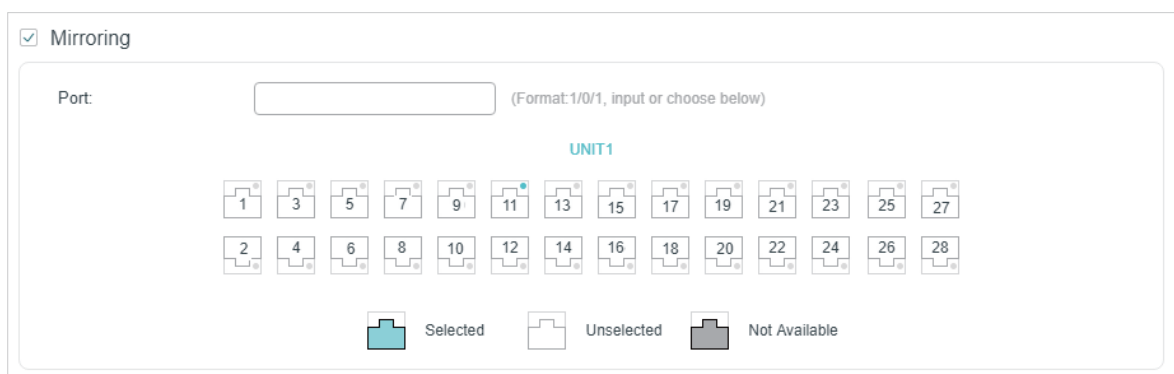 Mirroring
Port: (Format:1/0/1, input or choose below)
UNIT1
1 3 5 7 9 11 13 15 17 19 21 23 25 27
2 4 6 8 10 12 14 16 18 20 22 24 26 28
Selected Unselected Not Available